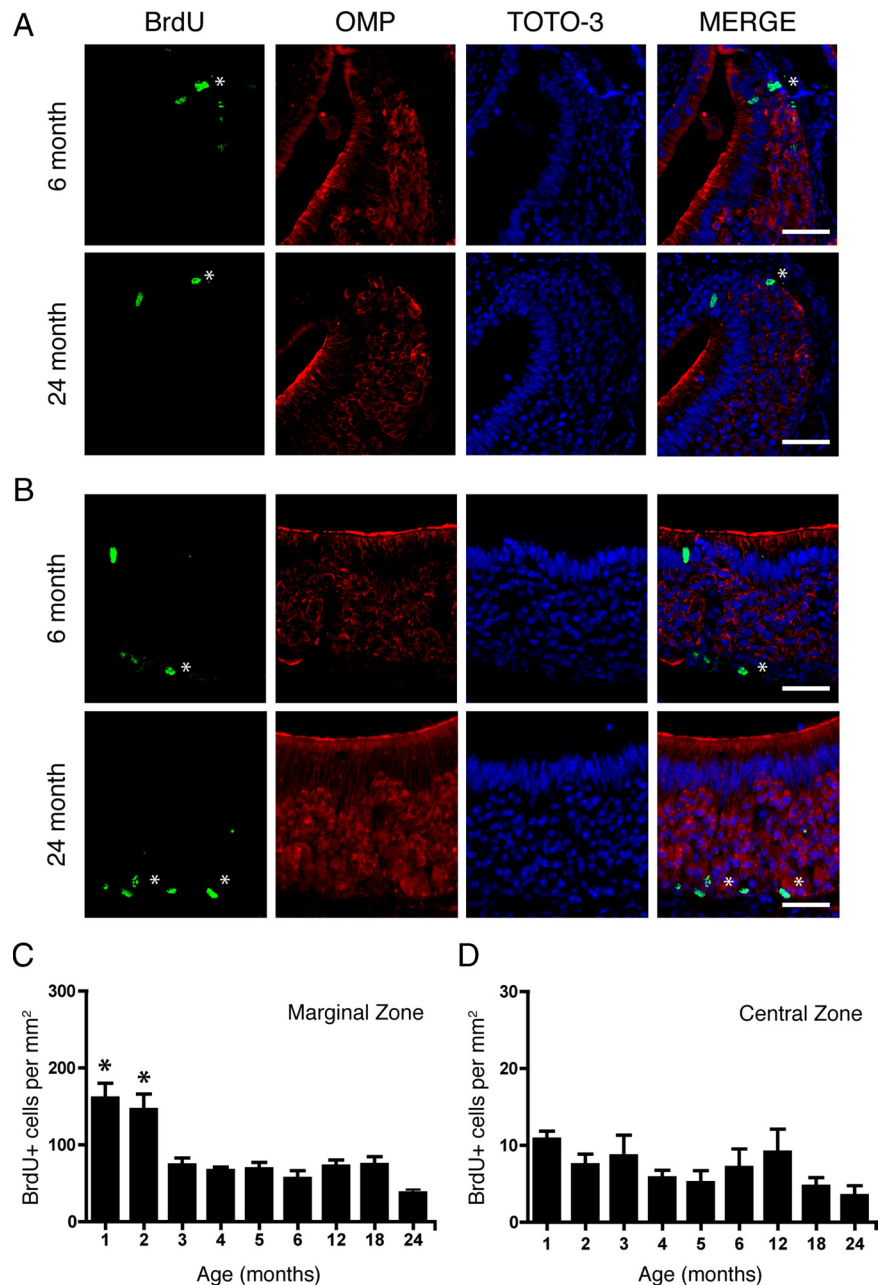 A
BrdU OMP TOTO-3 MERGE
6 month
*
*
24 month
*
*
B
6 month
*
*
24 month
* *
* *
C
300
200
100
0
BrdU+ cells per mm²
Marginal Zone
* *
1 2 3 4 5 6 12 18 24
Age (months)
D
30
20
10
0
BrdU+ cells per mm²
Central Zone
1 2 3 4 5 6 12 18 24
Age (months)